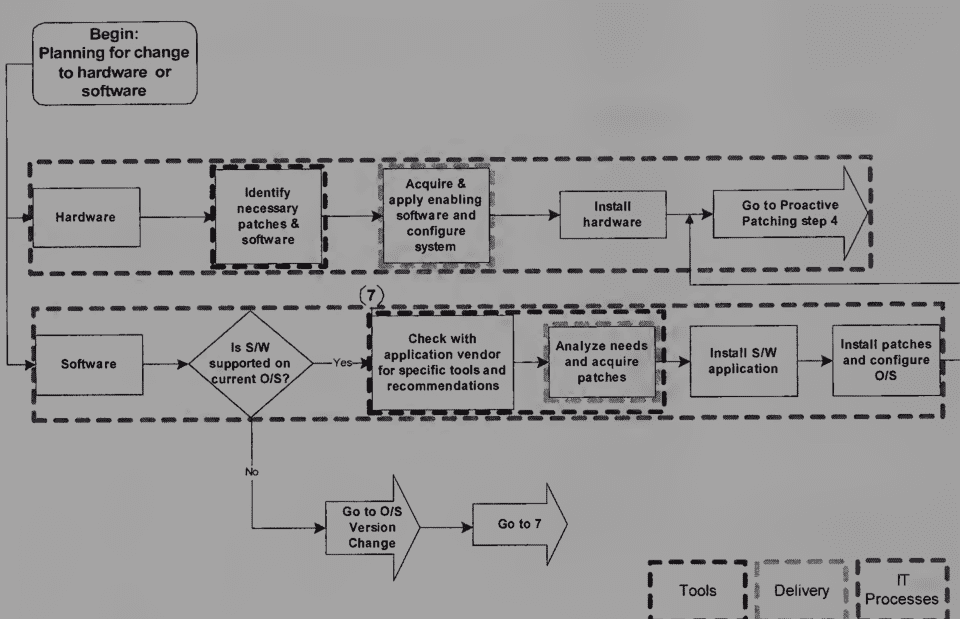 Begin:
Planning for change
to hardware or
software
Hardware
Identify
necessary
patches &
software
Acquire &
apply enabling
software and
configure
system
Install
hardware
Go to Proactive
Patching step 4
(7)
Software
Is S/W
supported on
current O/S?
Yes
Check with
application vendor
for specific tools and
recommendations
Analyze needs
and acquire
patches
Install S/W
application
Install patches
and configure
O/S
No
Go to O/S
Version
Change
Go to 7
Tools
Delivery
IT
Processes